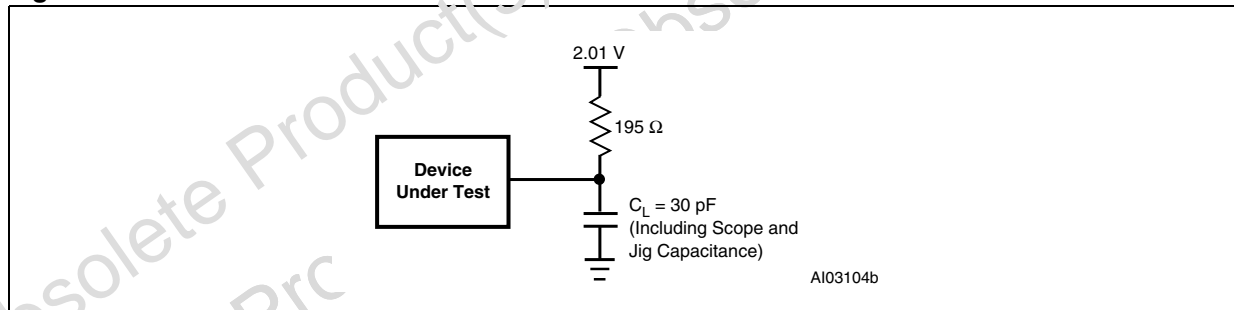 2.01 V
195 Ω
Device
Under Test
C_L = 30 pF
(Including Scope and
Jig Capacitance)
AI03104b